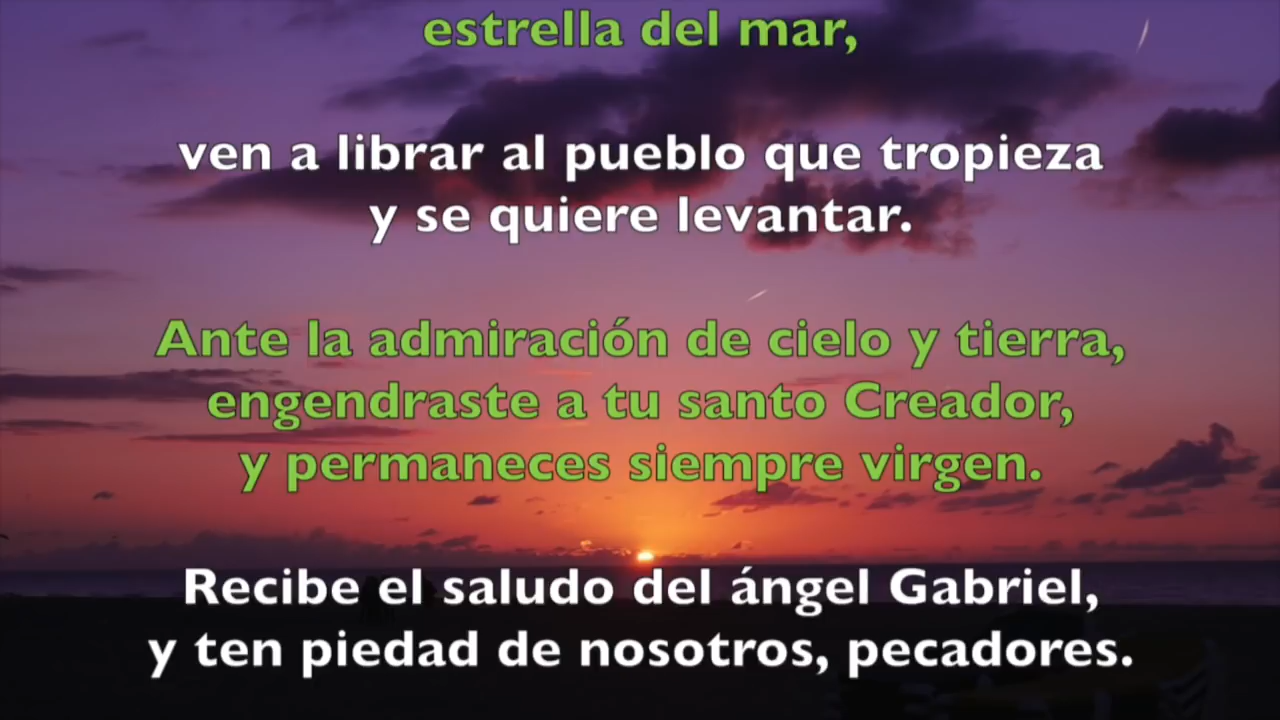 estrella del mar,
ven a librar al pueblo que tropieza
y se quiere levantar.
Ante la admiración de cielo y tierra,
engendraste a tu santo Creador,
y permaneces siempre virgen.
Recibe el saludo del ángel Gabriel,
y ten piedad de nosotros, pecadores.